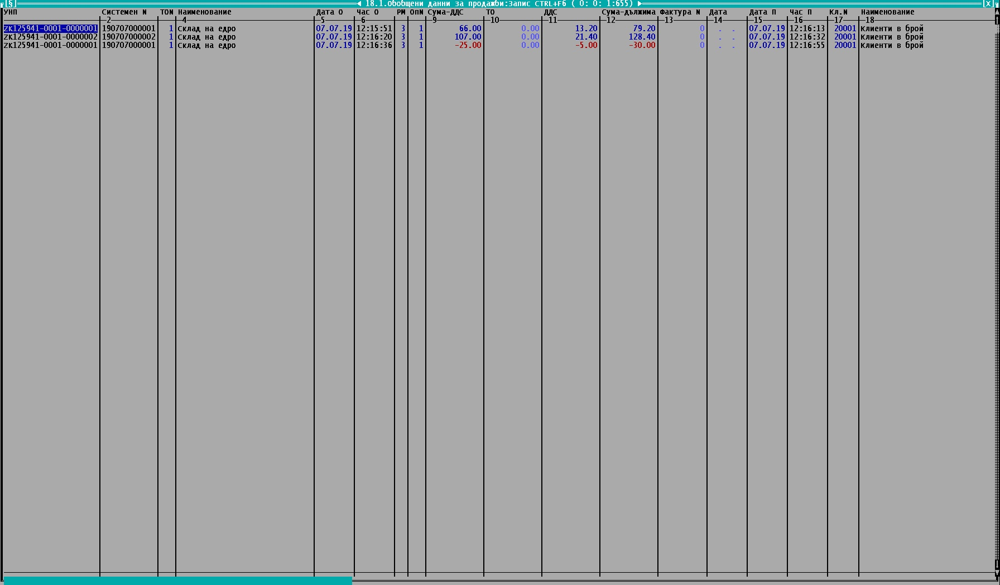 [§] 18.1.Обобщени данни за продажби:Запис CTRL+F6 ( 0: 0: 1:655) [X]
УНП Системен N ТОN Наименование Дата О Час О РМ ОпN Сума-ДДС ТО ДДС Сума-дължима Фактура N Дата Дата П Час П Кл.N Наименование
2 4 5 6 9 10 11 12 13 14 15 16 17 18
ZK125941-0001-0000001 190707000001 1 Склад на едро 07.07.19 12:15:51 3 1 66.00 0.00 13.20 79.20 0 . . 07.07.19 12:16:13 20001 Клиенти в брой
ZK125941-0001-0000002 190707000002 1 Склад на едро 07.07.19 12:16:20 3 1 107.00 0.00 21.40 128.40 0 . . 07.07.19 12:16:32 20001 Клиенти в брой
ZK125941-0001-0000001 190707000001 1 Склад на едро 07.07.19 12:16:36 3 1 -25.00 0.00 -5.00 -30.00 0 . . 07.07.19 12:16:55 20001 Клиенти в брой